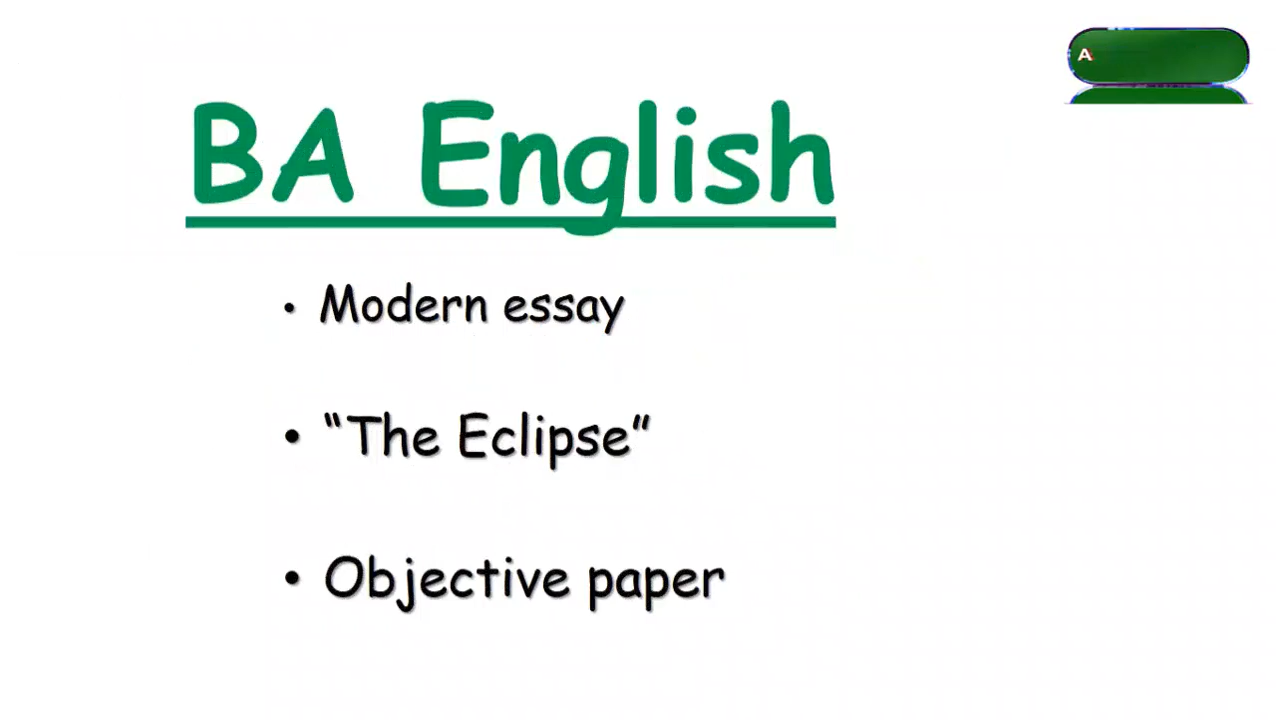 A
BA English
• Modern essay
• “The Eclipse”
• Objective paper